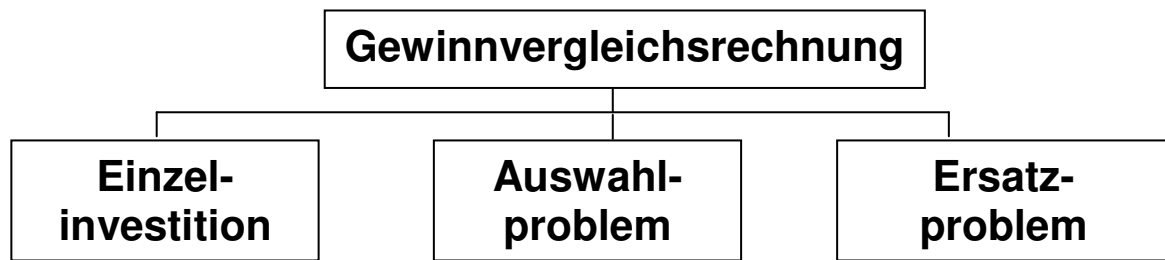 Gewinnvergleichsrechnung
Einzel-
investition
Auswahl-
problem
Ersatz-
problem